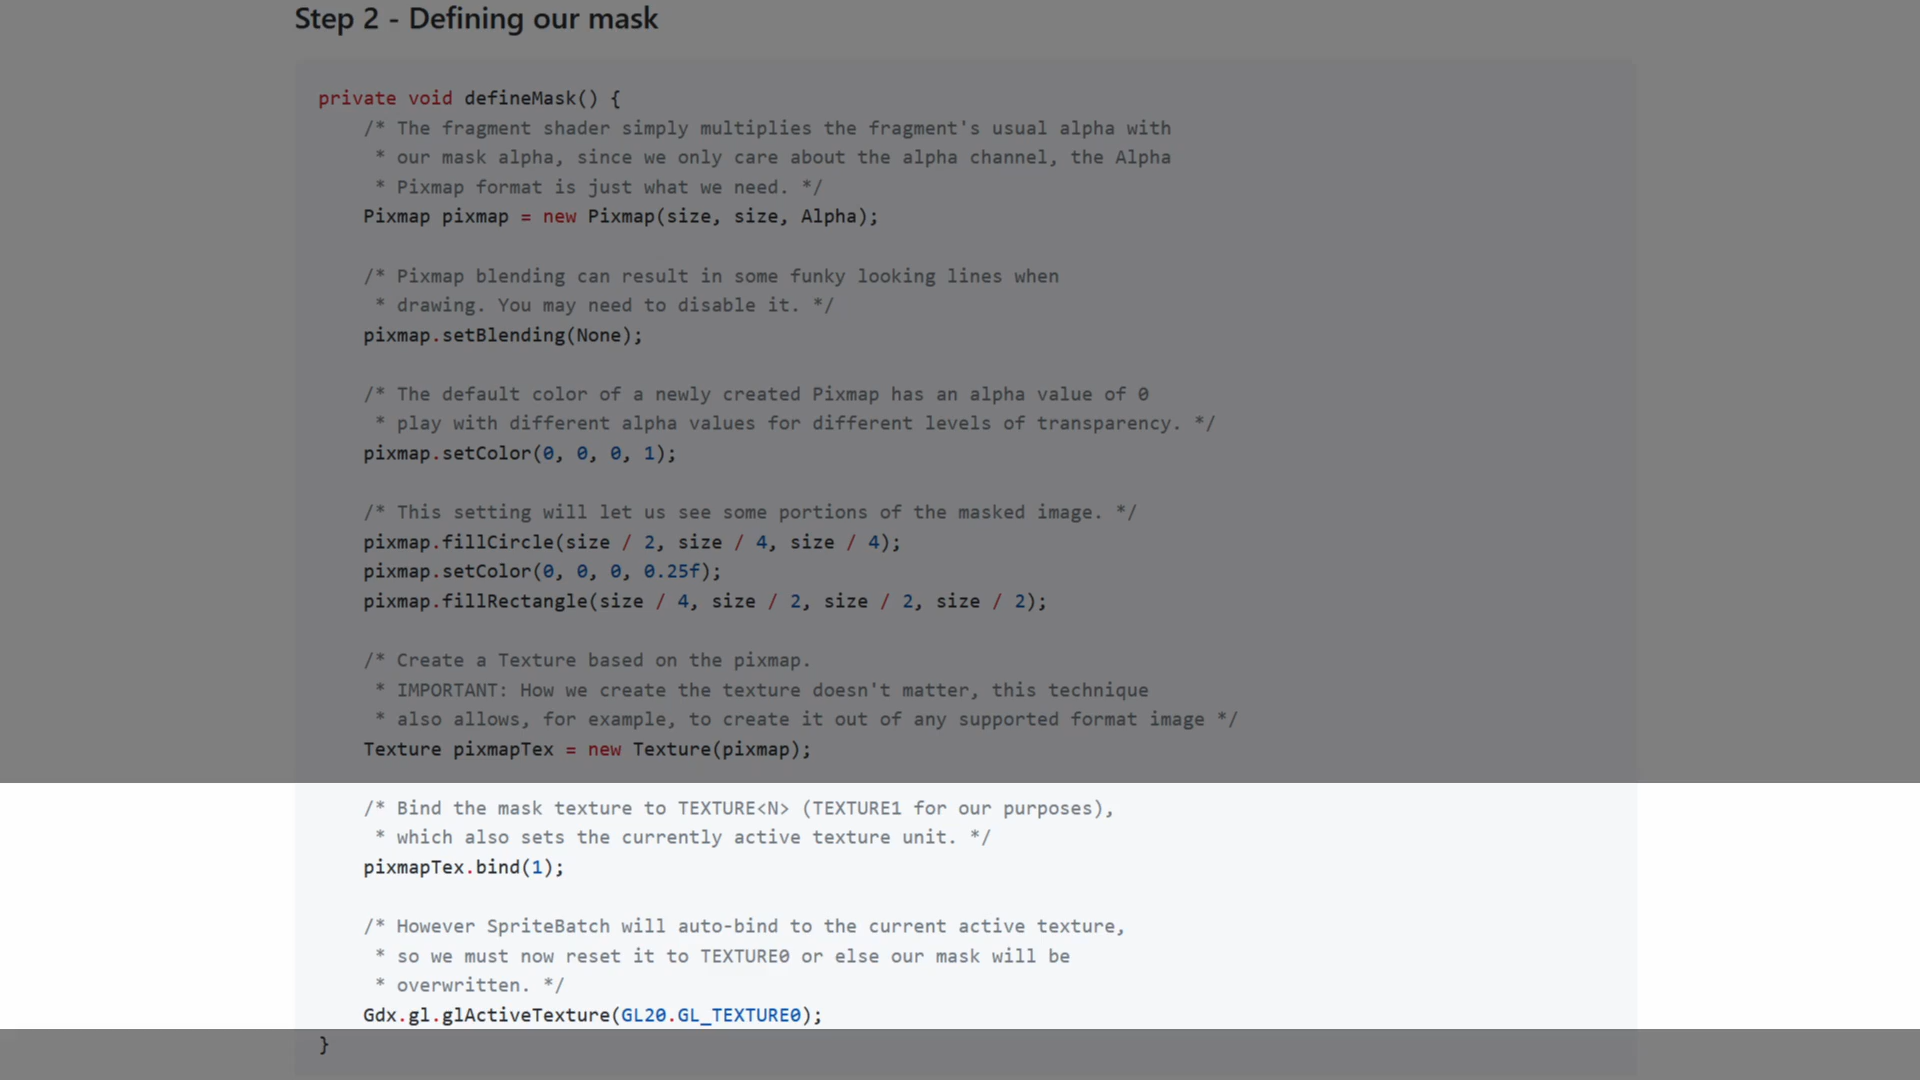 Step 2 - Defining our mask
private void defineMask() {
/* The fragment shader simply multiplies the fragment's usual alpha with
* our mask alpha, since we only care about the alpha channel, the Alpha
* Pixmap format is just what we need. */
Pixmap pixmap = new Pixmap(size, size, Alpha);
/* Pixmap blending can result in some funky looking lines when
* drawing. You may need to disable it. */
pixmap.setBlending(None);
/* The default color of a newly created Pixmap has an alpha value of 0
* play with different alpha values for different levels of transparency. */
pixmap.setColor(0, 0, 0, 1);
/* This setting will let us see some portions of the masked image. */
pixmap.fillCircle(size / 2, size / 4, size / 4);
pixmap.setColor(0, 0, 0, 0.25f);
pixmap.fillRectangle(size / 4, size / 2, size / 2, size / 2);
/* Create a Texture based on the pixmap.
* IMPORTANT: How we create the texture doesn't matter, this technique
* also allows, for example, to create it out of any supported format image */
Texture pixmapTex = new Texture(pixmap);
/* Bind the mask texture to TEXTURE<N> (TEXTURE1 for our purposes),
* which also sets the currently active texture unit. */
pixmapTex.bind(1);
/* However SpriteBatch will auto-bind to the current active texture,
* so we must now reset it to TEXTURE0 or else our mask will be
* overwritten. */
Gdx.gl.glActiveTexture(GL20.GL_TEXTURE0);
}